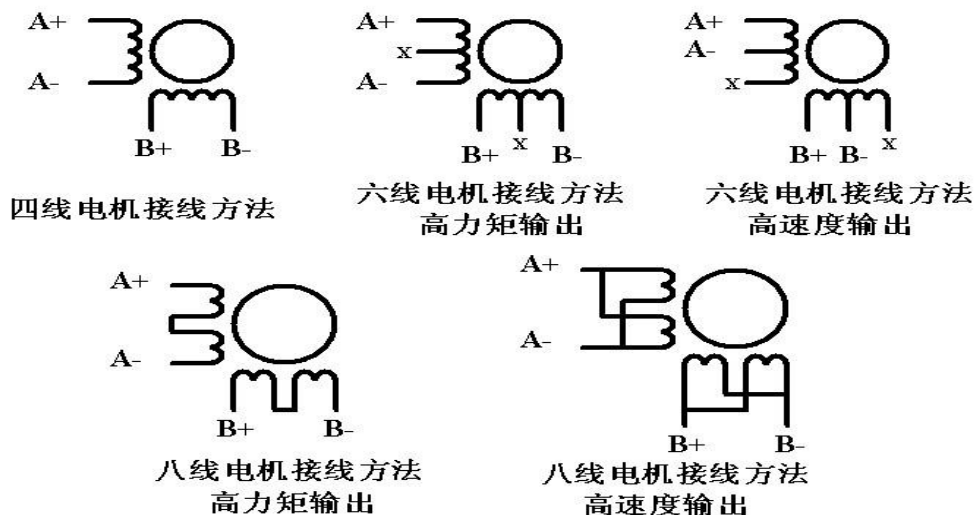 A+
A-
B+ B-
四线电机接线方法
A+
x
A-
B+ x B-
六线电机接线方法
高力矩输出
A+
A-
x
B+ B- x
六线电机接线方法
高速度输出
A+
A-
B+ B-
八线电机接线方法
高力矩输出
A+
A-
B+ B-
八线电机接线方法
高速度输出